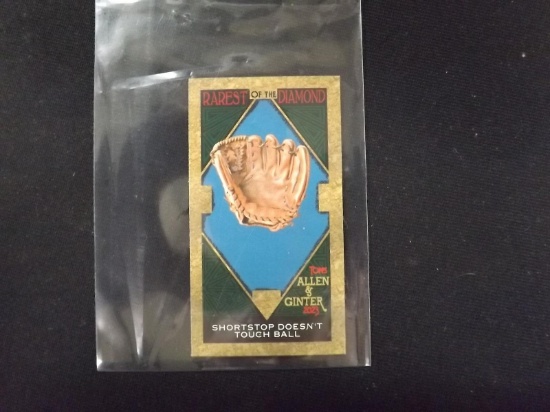 RAREST OF THE DIAMOND
TOPPS
ALLEN
&
GINTER
2023
SHORTSTOP DOESN'T
TOUCH BALL